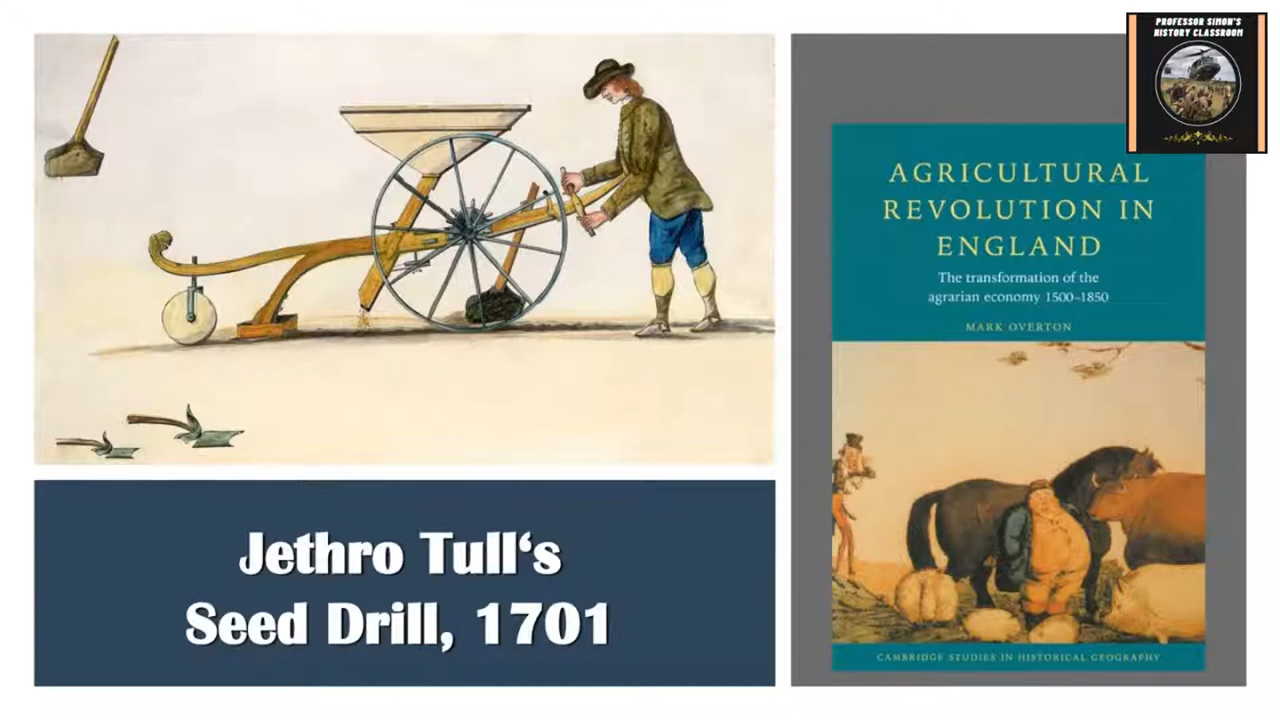 PROFESSOR SIMON'S
HISTORY CLASSROOM
AGRICULTURAL
REVOLUTION IN
ENGLAND
The transformation of the
agrarian economy 1500–1850
MARK OVERTON
CAMBRIDGE STUDIES IN HISTORICAL GEOGRAPHY
Jethro Tull‘s
Seed Drill, 1701